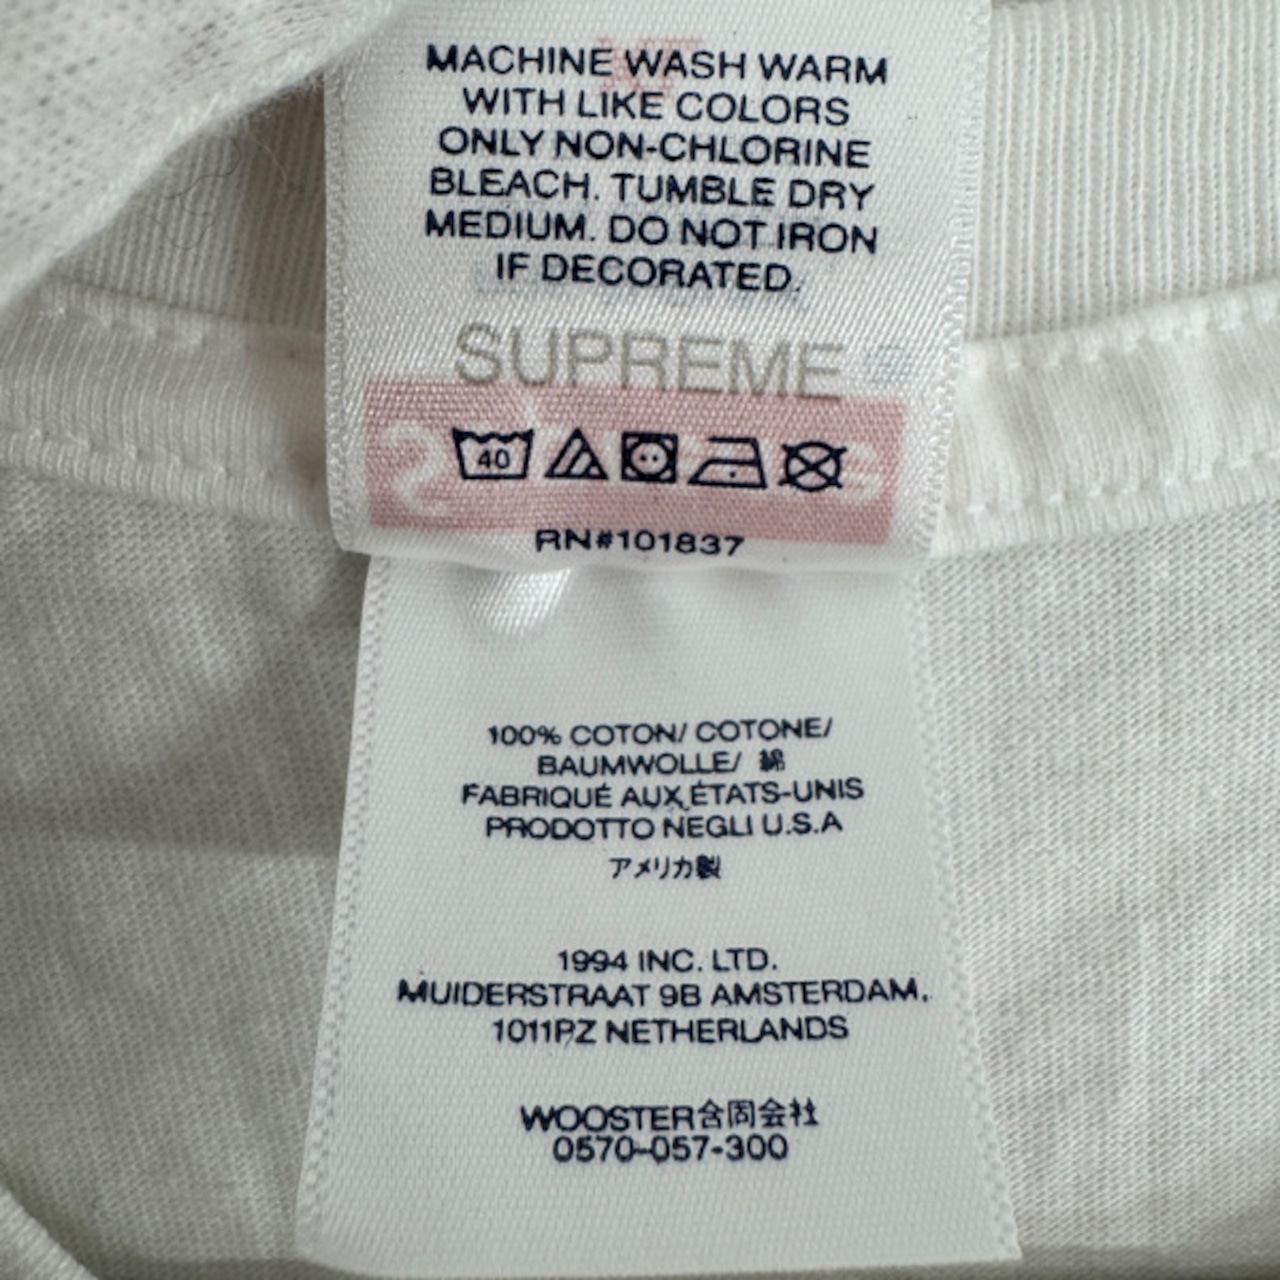 MACHINE WASH WARM
WITH LIKE COLORS
ONLY NON-CHLORINE
BLEACH. TUMBLE DRY
MEDIUM. DO NOT IRON
IF DECORATED.
SUPREME
40
RN#101837
100% COTON/ COTONE/
BAUMWOLLE/ 綿
FABRIQUÉ AUX ÉTATS-UNIS
PRODOTTO NEGLI U.S.A
アメリカ製
1994 INC. LTD.
MUIDERSTRAAT 9B AMSTERDAM,
1011PZ NETHERLANDS
WOOSTER合同会社
0570-057-300